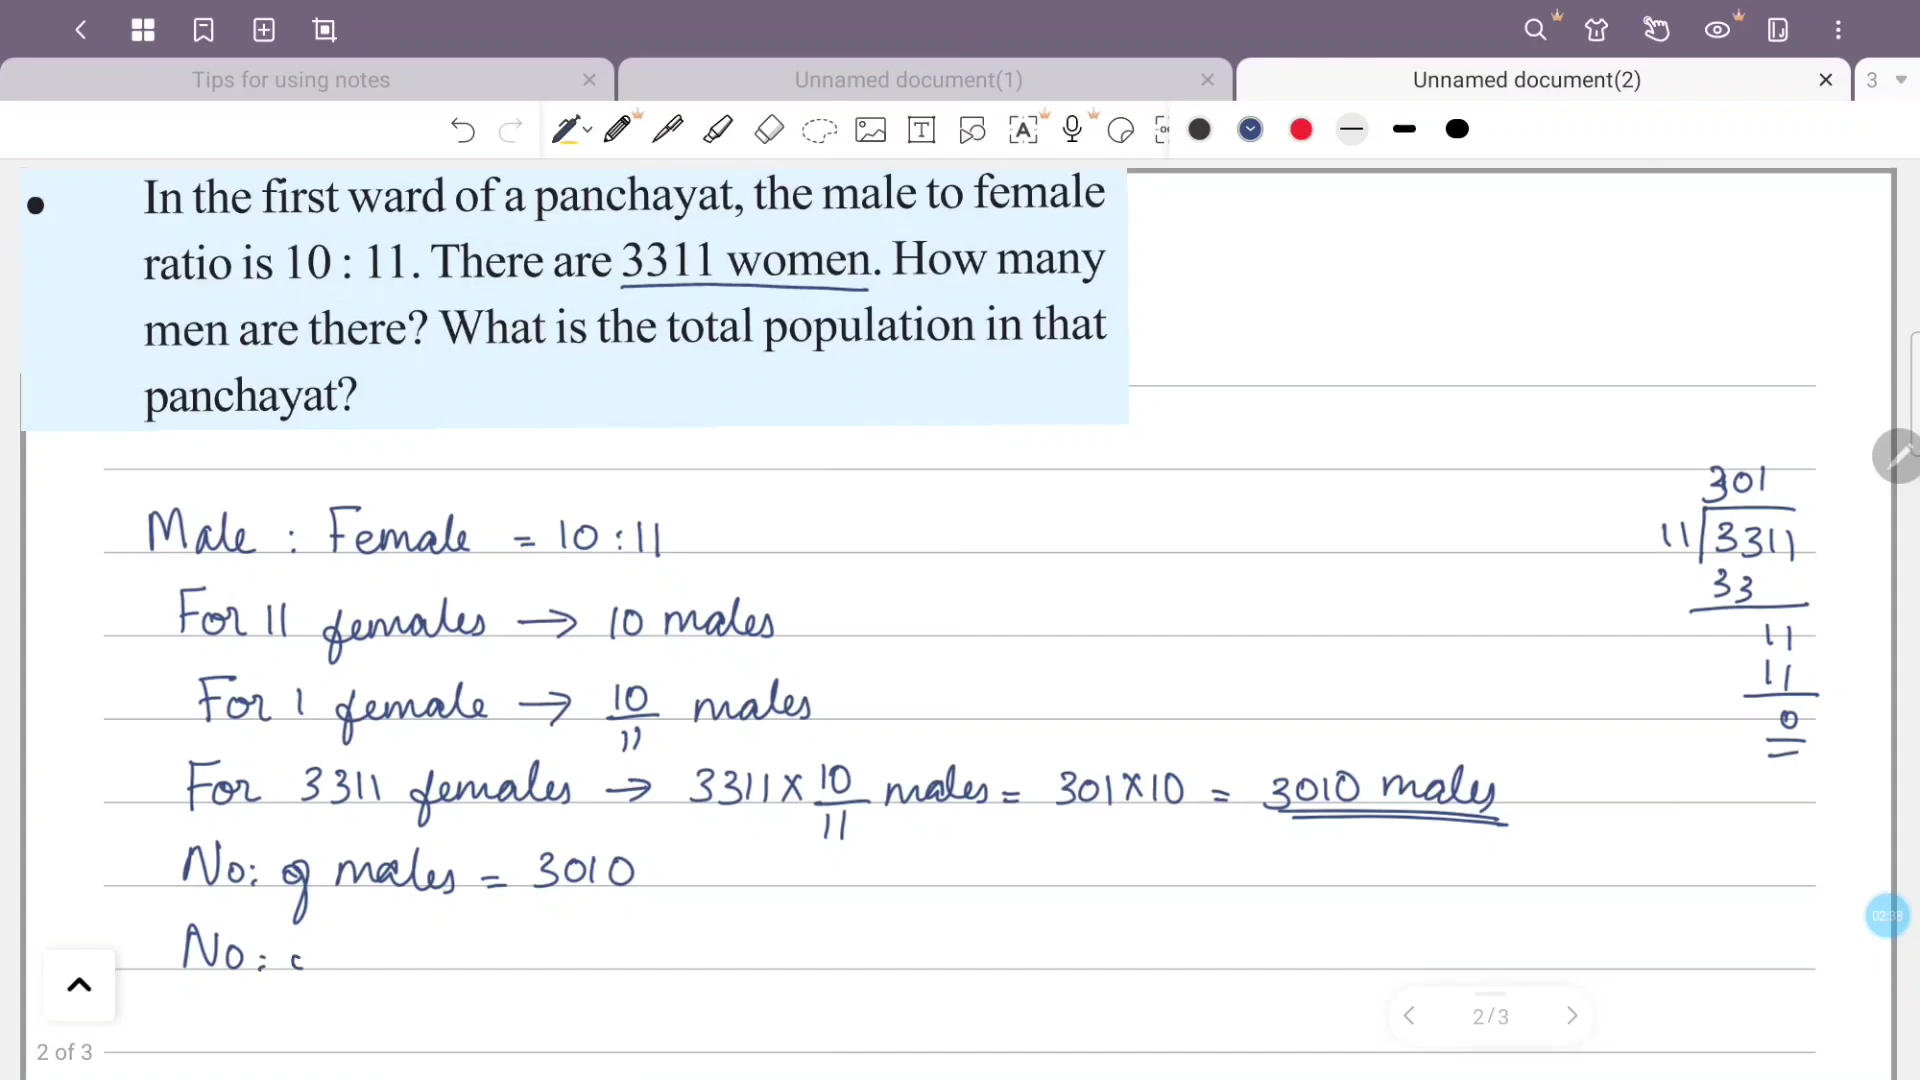 Tips for using notes
Unnamed document(1)
Unnamed document(2)
3
In the first ward of a panchayat, the male to female
ratio is 10 : 11. There are 3311 women. How many
men are there? What is the total population in that
panchayat?
Male : Female = 10 : 11
For 11 females → 10 males
For 1 female → 10/11 males
For 3311 females → 3311 × 10/11 males = 301 × 10 = 3010 males
No: of males = 3010
No:
301
11 3311
33
11
11
0
02:38
2/3
2 of 3